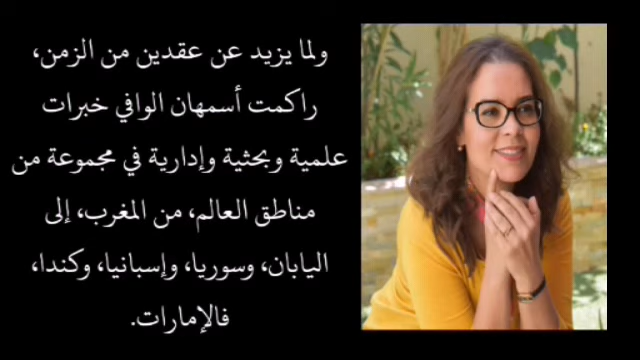 ولما يزيد عن عقدين من الزمن،
راكمت أسمهان الوافي خبرات
علمية وبحثية وإدارية في مجموعة من
مناطق العالم، من المغرب، إلى
اليابان، وسوريا، وإسبانيا، وكندا،
فالإمارات.